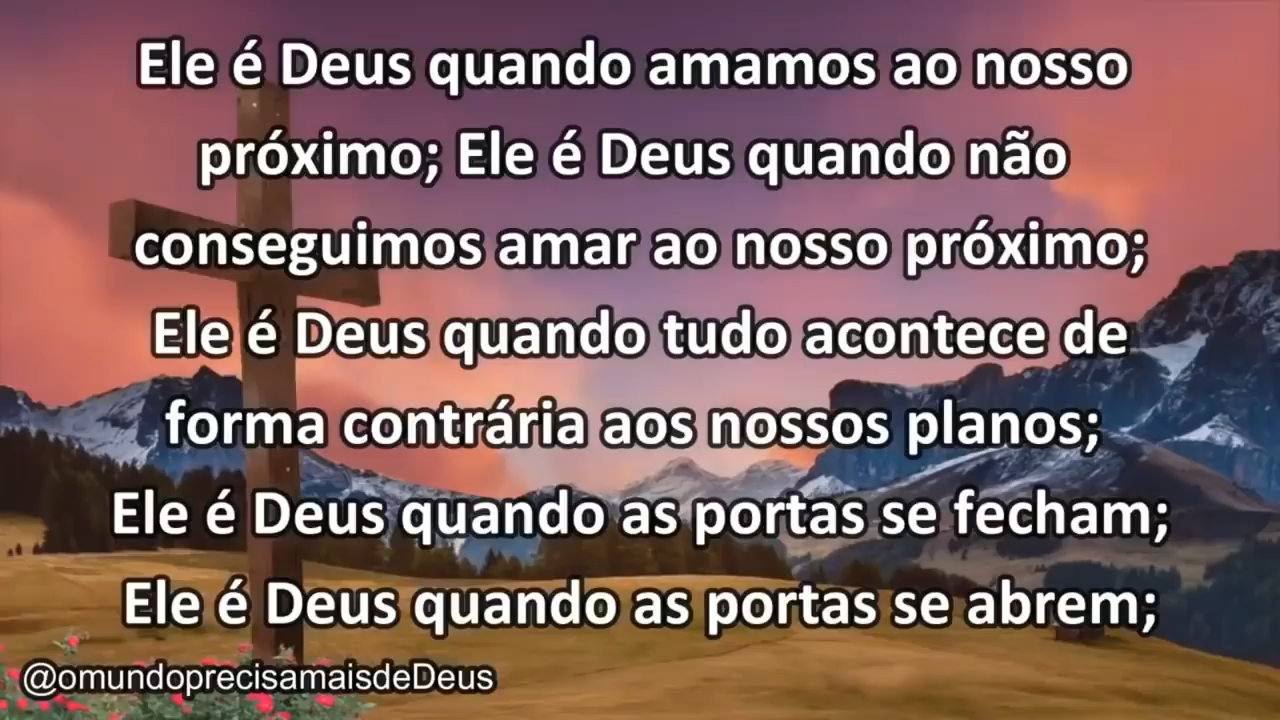 Ele é Deus quando amamos ao nosso
próximo; Ele é Deus quando não
conseguimos amar ao nosso próximo;
Ele é Deus quando tudo acontece de
forma contrária aos nossos planos;
Ele é Deus quando as portas se fecham;
Ele é Deus quando as portas se abrem;
@omundoprecisamaisdeDeus